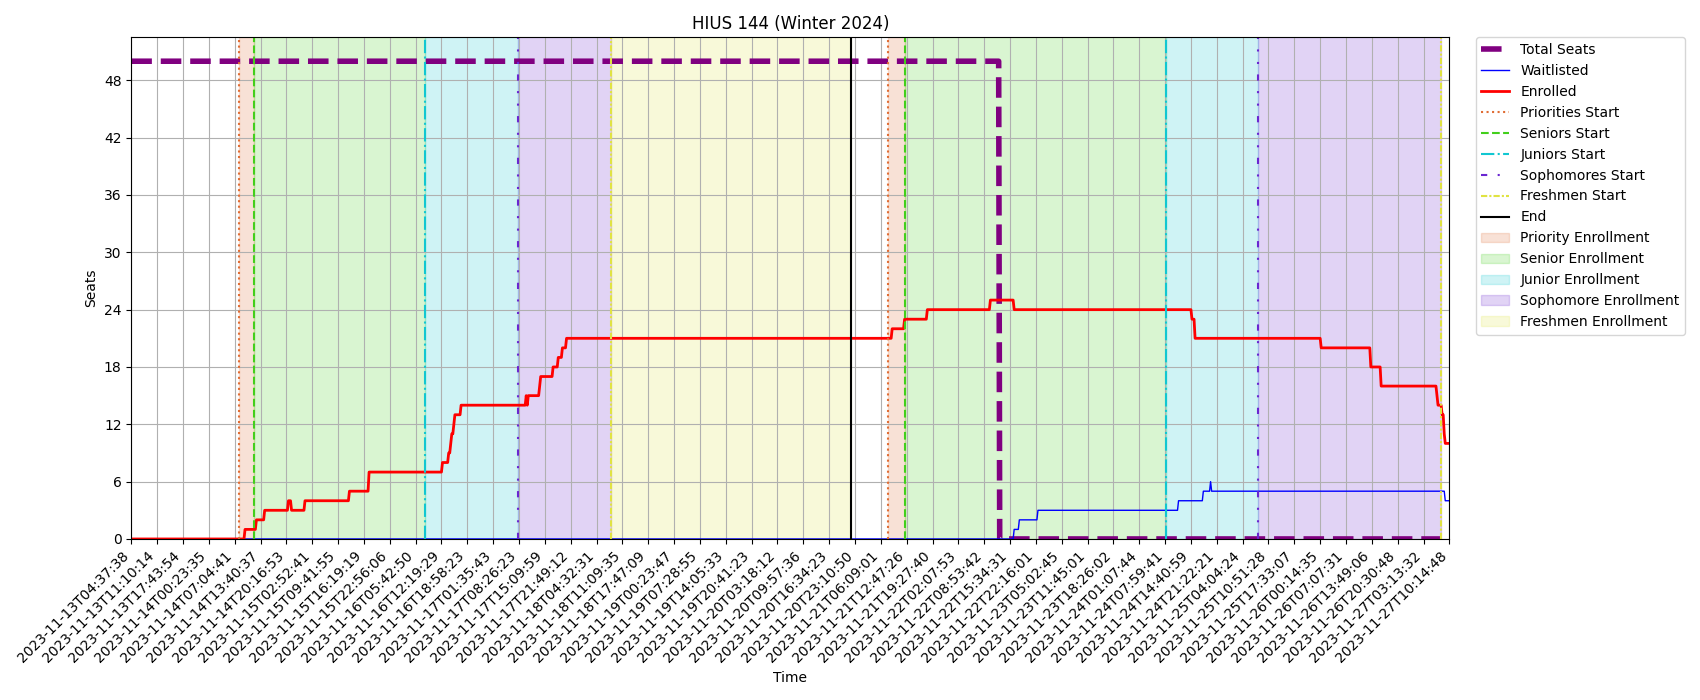 HIUS 144 (Winter 2024)
Seats
48
42
36
30
24
18
12
6
0
2023-11-13T04:37:38
2023-11-13T11:10:14
2023-11-13T17:43:54
2023-11-14T00:23:35
2023-11-14T07:04:41
2023-11-14T13:40:37
2023-11-14T20:16:53
2023-11-15T02:52:41
2023-11-15T09:41:55
2023-11-15T16:19:19
2023-11-15T22:56:06
2023-11-16T05:42:50
2023-11-16T12:19:29
2023-11-16T16:58:23
2023-11-17T01:35:43
2023-11-17T08:26:23
2023-11-17T15:09:59
2023-11-17T21:49:12
2023-11-18T04:32:31
2023-11-18T11:09:35
2023-11-18T17:47:09
2023-11-19T00:23:47
2023-11-19T07:28:55
2023-11-19T14:05:33
2023-11-19T20:41:23
2023-11-20T03:18:12
2023-11-20T09:57:36
2023-11-20T16:34:23
2023-11-20T23:10:50
2023-11-21T06:09:01
2023-11-21T12:47:26
2023-11-21T19:27:40
2023-11-22T02:07:53
2023-11-22T08:53:42
2023-11-22T15:34:31
2023-11-22T22:16:01
2023-11-23T05:02:45
2023-11-23T11:45:01
2023-11-23T18:26:02
2023-11-24T01:07:44
2023-11-24T07:59:41
2023-11-24T14:40:59
2023-11-24T21:22:21
2023-11-25T04:04:24
2023-11-25T10:51:28
2023-11-25T17:33:07
2023-11-26T00:14:35
2023-11-26T07:07:31
2023-11-26T13:49:06
2023-11-26T20:30:48
2023-11-27T03:13:32
2023-11-27T10:14:48
Time
Total Seats
Waitlisted
Enrolled
Priorities Start
Seniors Start
Juniors Start
Sophomores Start
Freshmen Start
End
Priority Enrollment
Senior Enrollment
Junior Enrollment
Sophomore Enrollment
Freshmen Enrollment